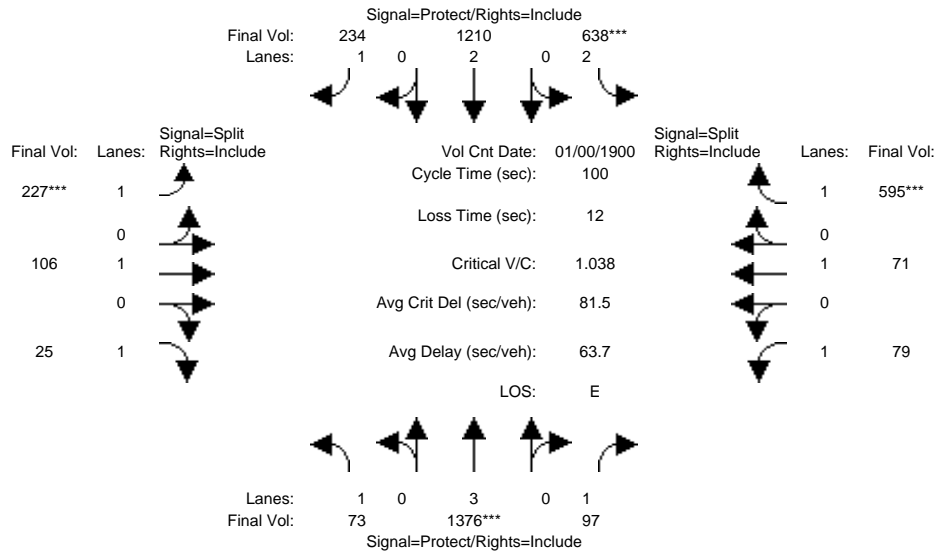 Signal=Protect/Rights=Include
Final Vol: 234 1210 638***
Lanes: 1 0 2 0 2
Signal=Split Signal=Split
Final Vol: Lanes: Rights=Include Vol Cnt Date: 01/00/1900 Rights=Include Lanes: Final Vol:
Cycle Time (sec): 100
227*** 1 1 595***
Loss Time (sec): 12
0 0
106 1 Critical V/C: 1.038 1 71
0 Avg Crit Del (sec/veh): 81.5 0
25 1 Avg Delay (sec/veh): 63.7 1 79
LOS: E
Lanes: 1 0 3 0 1
Final Vol: 73 1376*** 97
Signal=Protect/Rights=Include